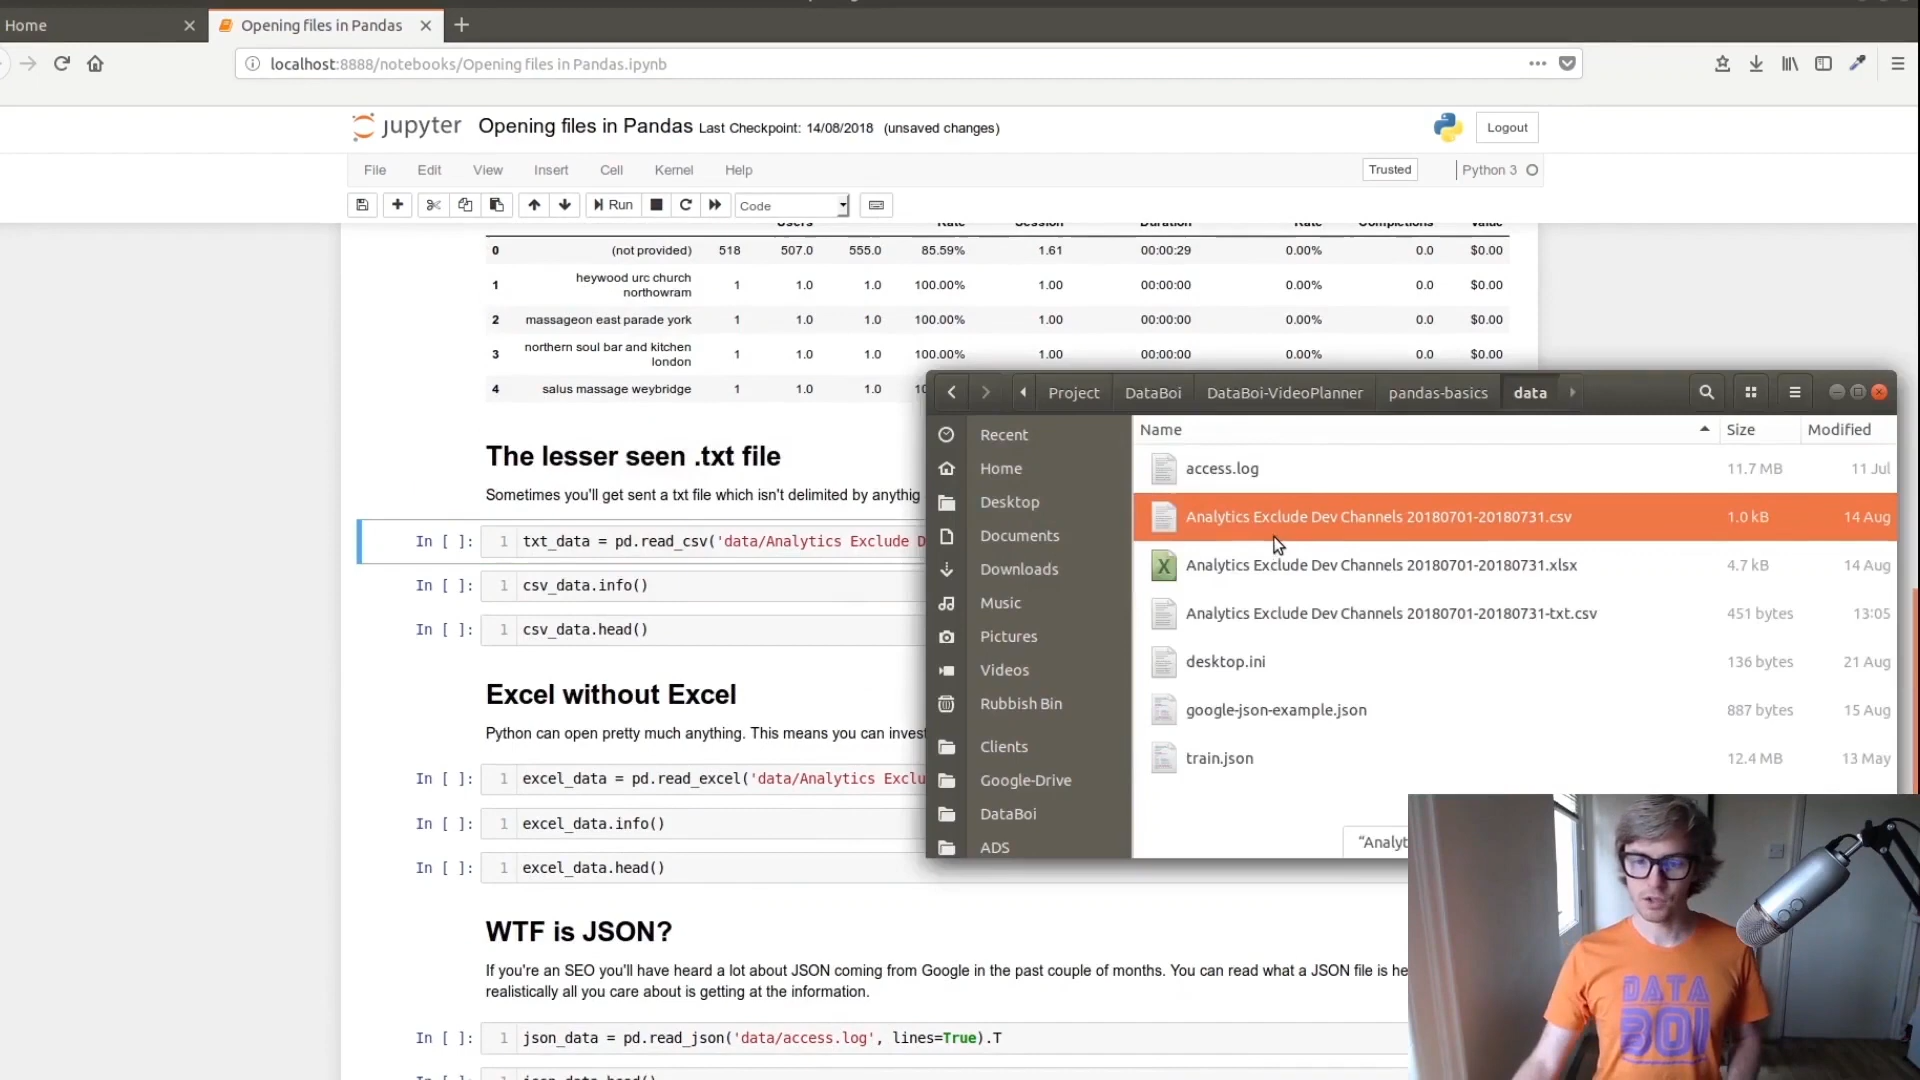 Home
Opening files in Pandas
localhost:8888/notebooks/Opening files in Pandas.ipynb
jupyter Opening files in Pandas Last Checkpoint: 14/08/2018 (unsaved changes)
Logout
File Edit View Insert Cell Kernel Help
Trusted
Python 3
Run
Code
Users Rate Session Duration Rate Completions Value
0 (not provided) 518 507.0 555.0 85.59% 1.61 00:00:29 0.00% 0.0 $0.00
1 heywood urc church northowram 1 1.0 1.0 100.00% 1.00 00:00:00 0.00% 0.0 $0.00
2 massageon east parade york 1 1.0 1.0 100.00% 1.00 00:00:00 0.00% 0.0 $0.00
3 northern soul bar and kitchen london 1 1.0 1.0 100.00% 1.00 00:00:00 0.00% 0.0 $0.00
4 salus massage weybridge 1 1.0 1.0 10
The lesser seen .txt file
Sometimes you'll get sent a txt file which isn't delimited by anythig
In [ ]: 1 txt_data = pd.read_csv('data/Analytics Exclude D
In [ ]: 1 csv_data.info()
In [ ]: 1 csv_data.head()
Excel without Excel
Python can open pretty much anything. This means you can invest
In [ ]: 1 excel_data = pd.read_excel('data/Analytics Exclu
In [ ]: 1 excel_data.info()
In [ ]: 1 excel_data.head()
WTF is JSON?
If you're an SEO you'll have heard a lot about JSON coming from Google in the past couple of months. You can read what a JSON file is he
realistically all you care about is getting at the information.
In [ ]: 1 json_data = pd.read_json('data/access.log', lines=True).T
In [ ]: 1 json_data.head()
Project DataBoi DataBoi-VideoPlanner pandas-basics data
Recent
Home
Desktop
Documents
Downloads
Music
Pictures
Videos
Rubbish Bin
Clients
Google-Drive
DataBoi
ADS
Name Size Modified
access.log 11.7 MB 11 Jul
Analytics Exclude Dev Channels 20180701-20180731.csv 1.0 kB 14 Aug
Analytics Exclude Dev Channels 20180701-20180731.xlsx 4.7 kB 14 Aug
Analytics Exclude Dev Channels 20180701-20180731-txt.csv 451 bytes 13:05
desktop.ini 136 bytes 21 Aug
google-json-example.json 887 bytes 15 Aug
train.json 12.4 MB 13 May
“Analyt
DATA
BOI